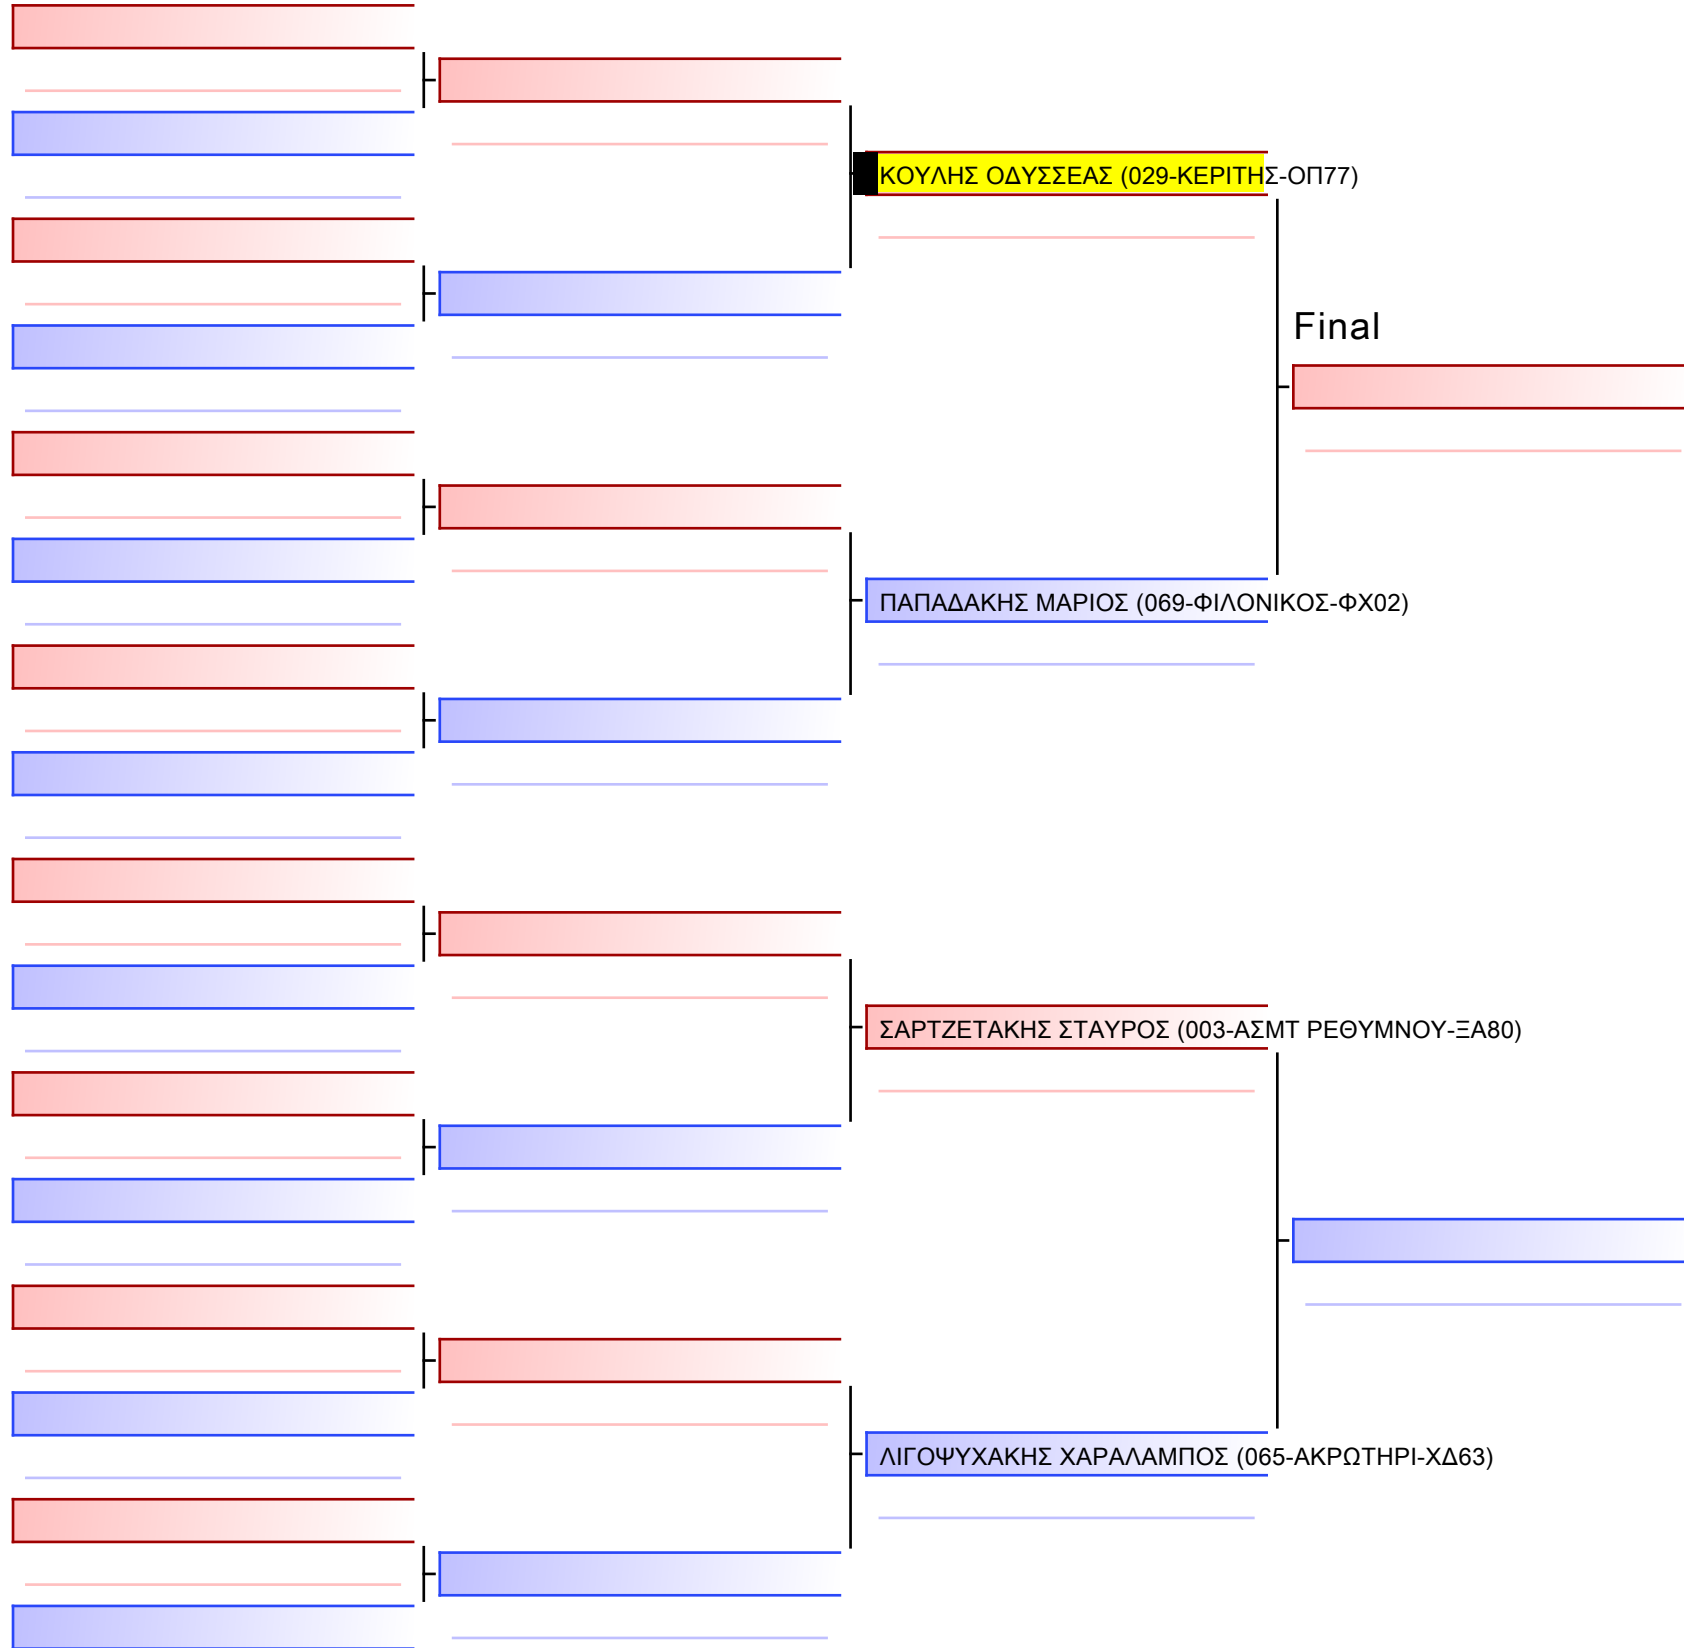 ΚΟΥΛΗΣ ΟΔΥΣΣΕΑΣ (029-ΚΕΡΙΤΗΣ-ΟΠ77)
Final
ΠΑΠΑΔΑΚΗΣ ΜΑΡΙΟΣ (069-ΦΙΛΟΝΙΚΟΣ-ΦΧ02)
ΣΑΡΤΖΕΤΑΚΗΣ ΣΤΑΥΡΟΣ (003-ΑΣΜΤ ΡΕΘΥΜΝΟΥ-ΞΑ80)
ΛΙΓΟΨΥΧΑΚΗΣ ΧΑΡΑΛΑΜΠΟΣ (065-ΑΚΡΩΤΗΡΙ-ΧΔ63)